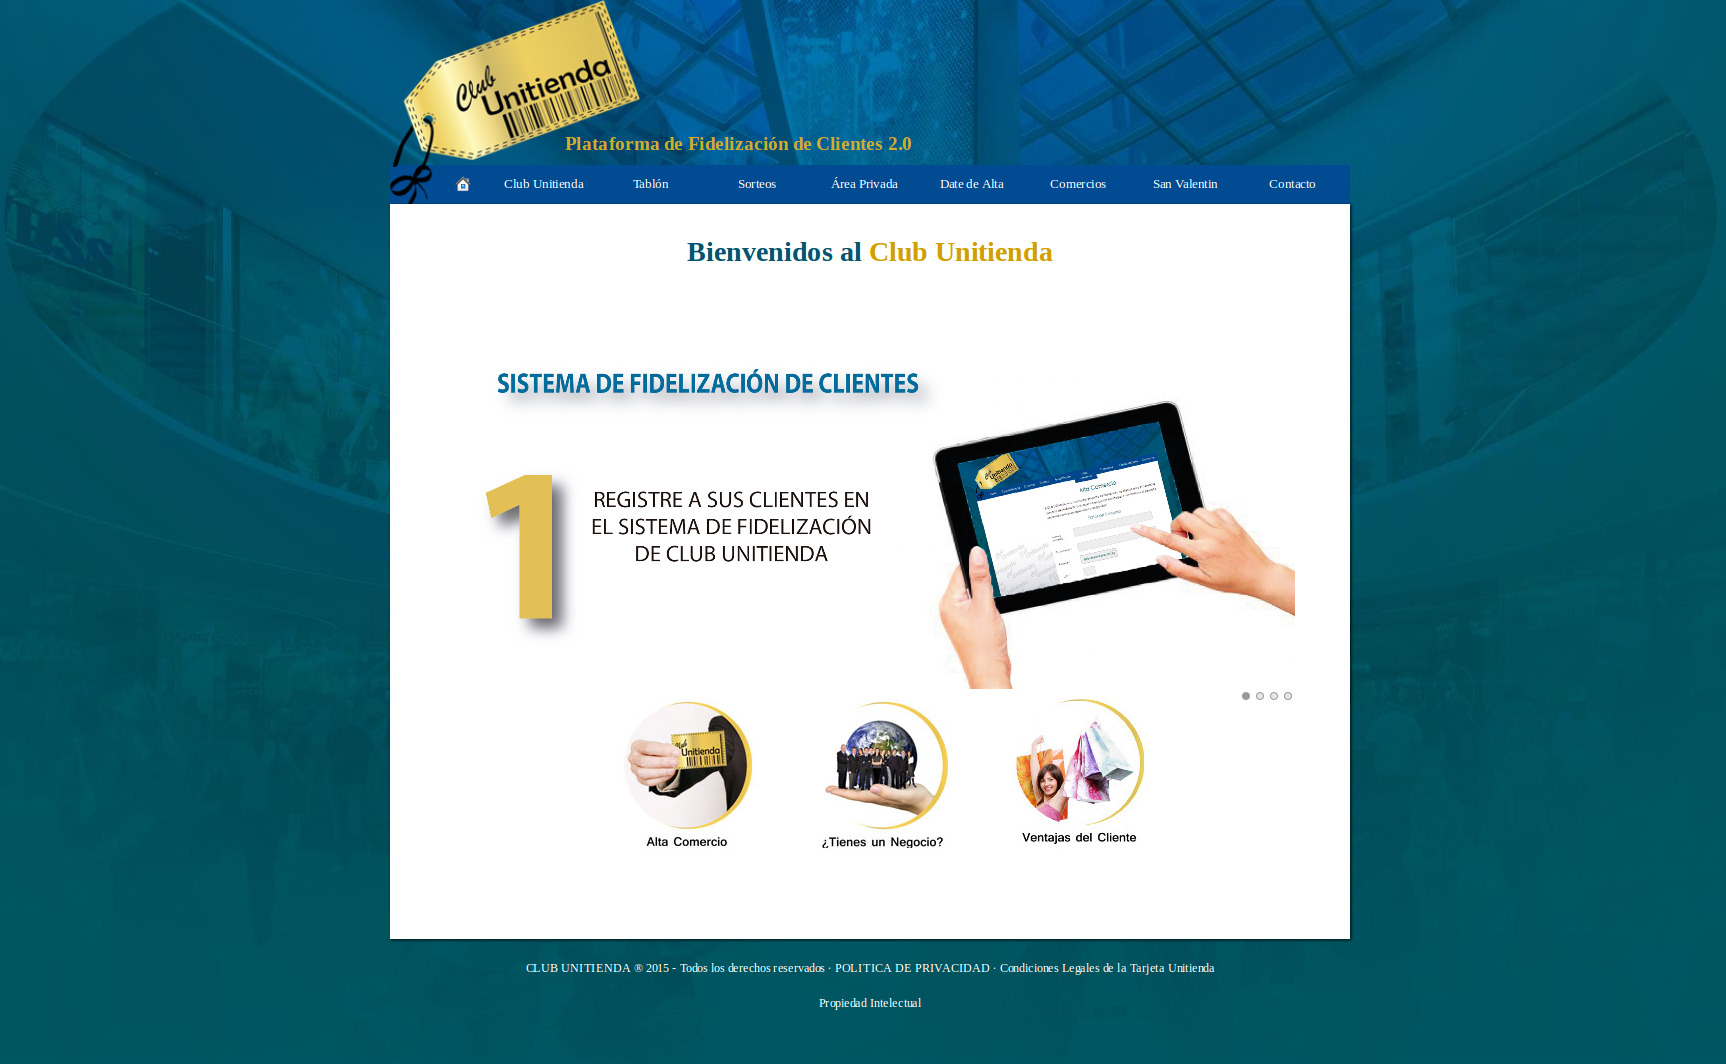 Club
Unitienda
Plataforma de Fidelización de Clientes 2.0
Club Unitienda
Tablón
Sorteos
Área Privada
Date de Alta
Comercios
San Valentin
Contacto
Bienvenidos al Club Unitienda
SISTEMA DE FIDELIZACIÓN DE CLIENTES
1
REGISTRE A SUS CLIENTES EN
EL SISTEMA DE FIDELIZACIÓN
DE CLUB UNITIENDA
Alta Comercio
Club
Unitienda
Alta Comercio
¿Tienes un Negocio?
Ventajas del Cliente
CLUB UNITIENDA ® 2015 - Todos los derechos reservados · POLITICA DE PRIVACIDAD · Condiciones Legales de la Tarjeta Unitienda
Propiedad Intelectual